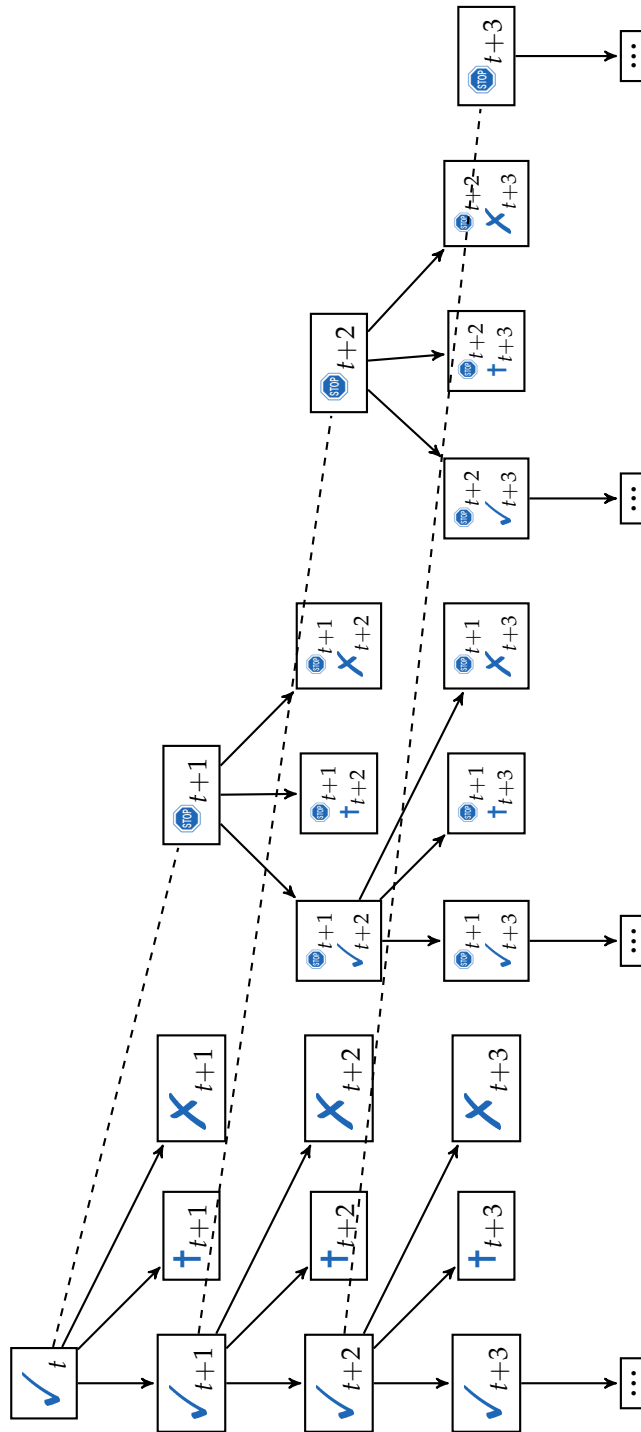 ✓ t
✓ t+1
† t+1
✗ t+1
STOP t+1
✓ t+2
† t+2
✗ t+2
STOP t+1
✓ t+2
STOP t+1
† t+2
STOP t+1
✗ t+2
STOP t+2
✓ t+3
† t+3
✗ t+3
STOP t+1
✓ t+3
STOP t+1
† t+3
STOP t+1
✗ t+3
STOP t+2
✓ t+3
STOP t+2
† t+3
STOP t+2
✗ t+3
STOP t+3
...
...
...
...